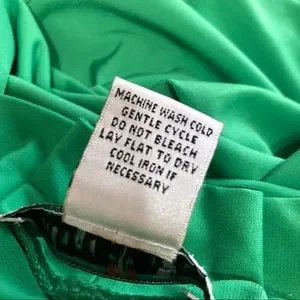 MACHINE WASH COLD
GENTLE CYCLE
DO NOT BLEACH
LAY FLAT TO DRY
COOL IRON IF
NECESSARY